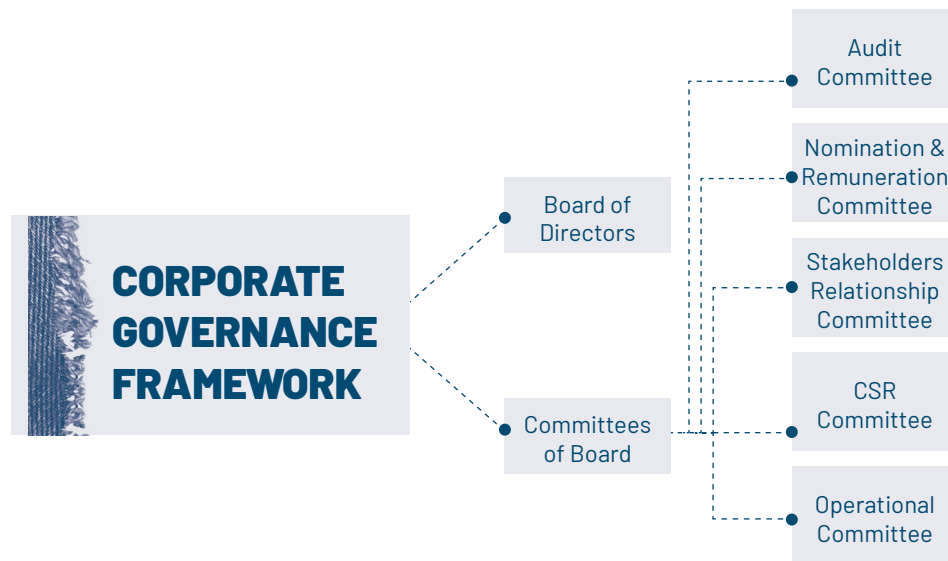 CORPORATE
GOVERNANCE
FRAMEWORK
Board of
Directors
Committees
of Board
Audit
Committee
Nomination &
Remuneration
Committee
Stakeholders
Relationship
Committee
CSR
Committee
Operational
Committee